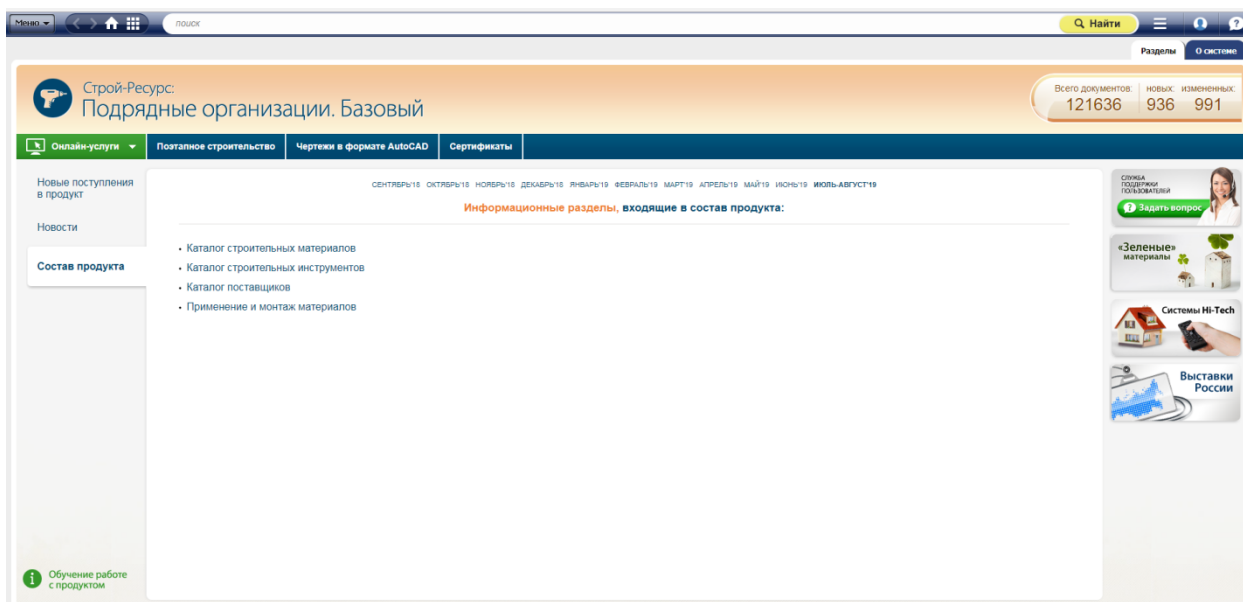 Меню
поиск
Найти
Разделы
О системе
Строй-Ресурс:
Подрядные организации. Базовый
Всего документов: новых: измененных:
121636 936 991
Онлайн-услуги
Поэтапное строительство
Чертежи в формате AutoCAD
Сертификаты
Новые поступления
в продукт
Новости
Состав продукта
СЕНТЯБРЬ'18 ОКТЯБРЬ'18 НОЯБРЬ'18 ДЕКАБРЬ'18 ЯНВАРЬ'19 ФЕВРАЛЬ'19 МАРТ'19 АПРЕЛЬ'19 МАЙ'19 ИЮНЬ'19 ИЮЛЬ-АВГУСТ'19
Информационные разделы, входящие в состав продукта:
• Каталог строительных материалов
• Каталог строительных инструментов
• Каталог поставщиков
• Применение и монтаж материалов
СЛУЖБА
ПОДДЕРЖКИ
ПОЛЬЗОВАТЕЛЕЙ
? Задать вопрос
«Зеленые»
материалы
Системы Hi-Tech
Выставки
России
Обучение работе
с продуктом